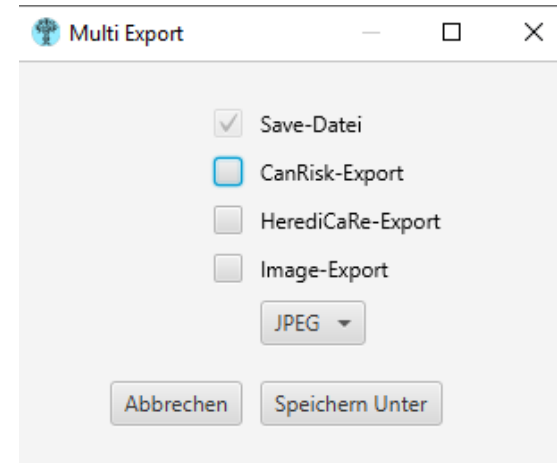 Multi Export
Save-Datei
CanRisk-Export
HerediCaRe-Export
Image-Export
JPEG
Abbrechen Speichern Unter